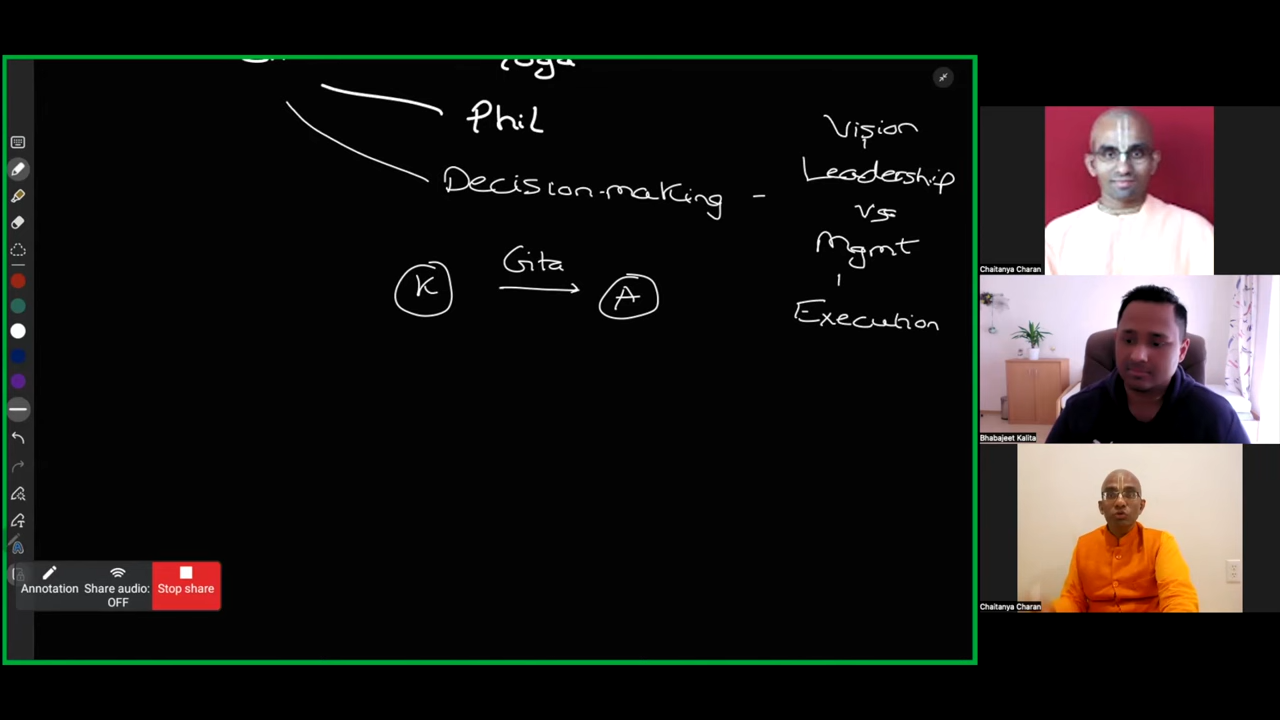 Yoga
Phil
Decision-making -
Vision
Leadership
vs
Mgmt
Execution
Gita
K
A
Annotation
Share audio:
OFF
Stop share
Chaitanya Charan
Bhabajeet Kalita
Chaitanya Charan